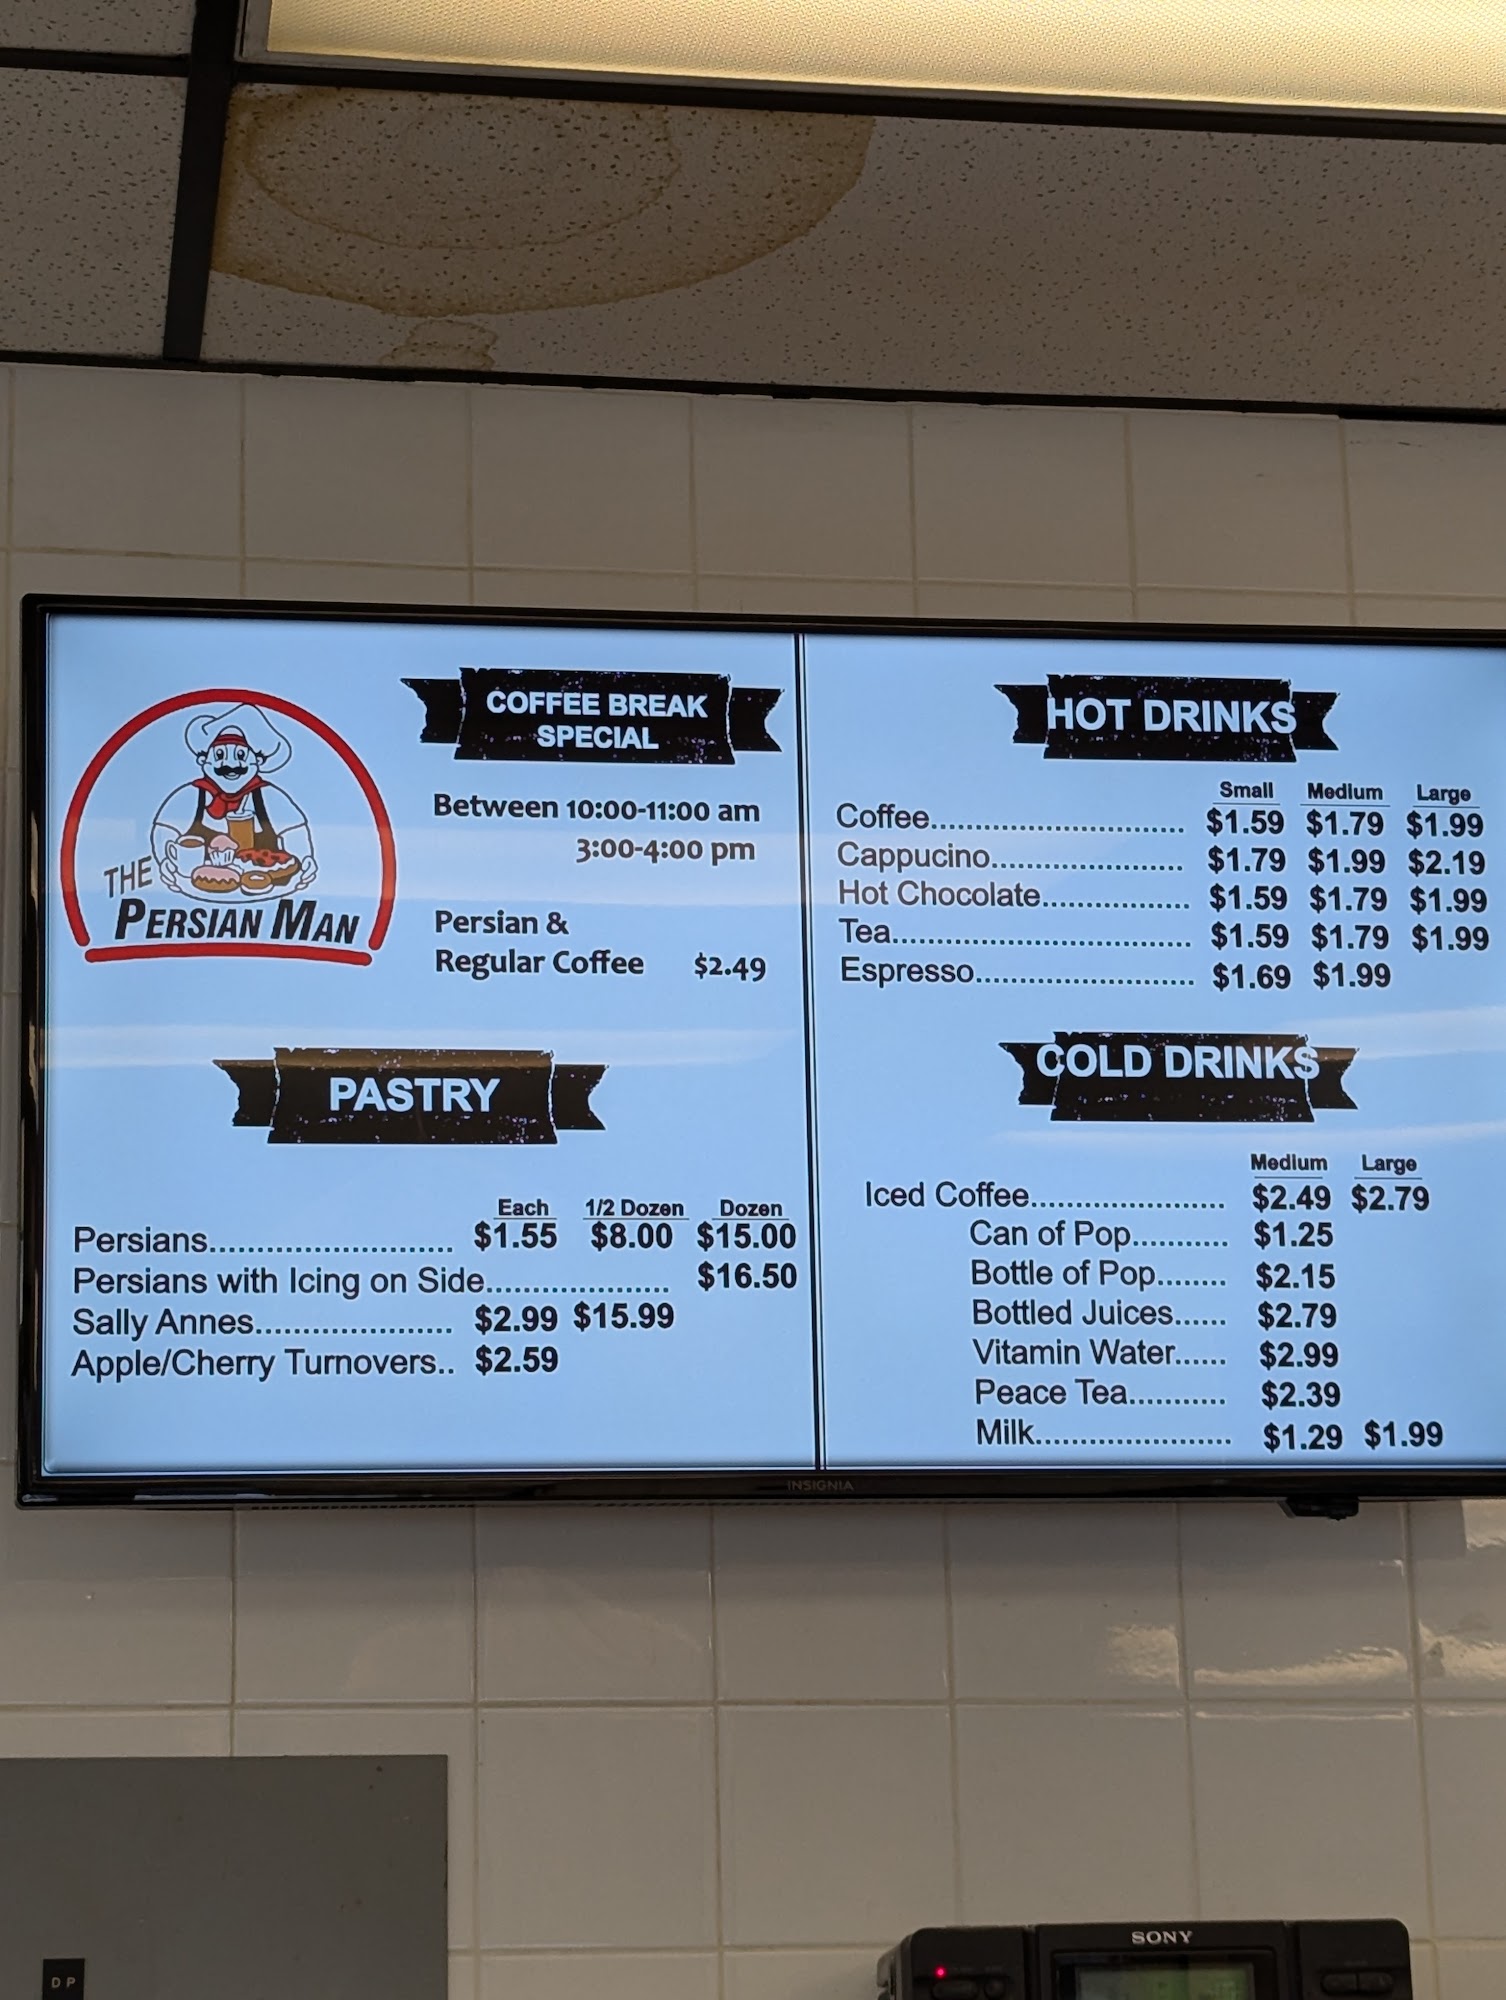 THE
PERSIAN MAN
COFFEE BREAK
SPECIAL
Between 10:00-11:00 am
3:00-4:00 pm
Persian &
Regular Coffee $2.49
PASTRY
Each 1/2 Dozen Dozen
Persians.......................... $1.55 $8.00 $15.00
Persians with Icing on Side.................... $16.50
Sally Annes..................... $2.99 $15.99
Apple/Cherry Turnovers.. $2.59
HOT DRINKS
Small Medium Large
Coffee............................ $1.59 $1.79 $1.99
Cappucino..................... $1.79 $1.99 $2.19
Hot Chocolate................ $1.59 $1.79 $1.99
Tea................................. $1.59 $1.79 $1.99
Espresso........................ $1.69 $1.99
COLD DRINKS
Medium Large
Iced Coffee..................... $2.49 $2.79
Can of Pop........... $1.25
Bottle of Pop........ $2.15
Bottled Juices...... $2.79
Vitamin Water...... $2.99
Peace Tea........... $2.39
Milk...................... $1.29 $1.99
INSIGNIA
SONY
DP